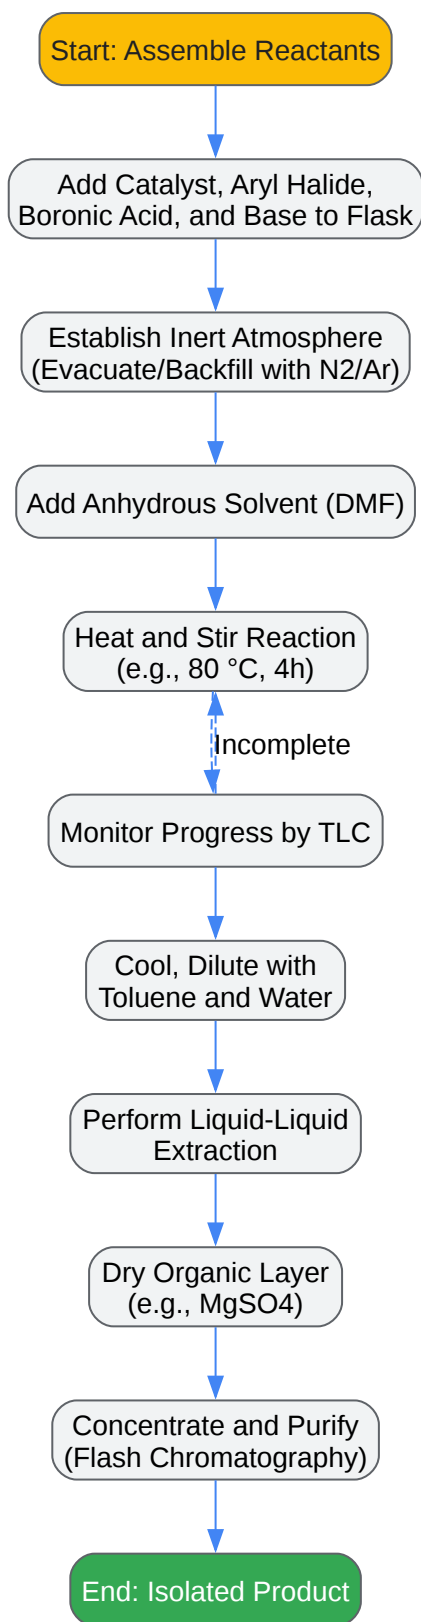 Start: Assemble Reactants
Add Catalyst, Aryl Halide,
Boronic Acid, and Base to Flask
Establish Inert Atmosphere
(Evacuate/Backfill with N2/Ar)
Add Anhydrous Solvent (DMF)
Heat and Stir Reaction
(e.g., 80 °C, 4h)
Incomplete
Monitor Progress by TLC
Cool, Dilute with
Toluene and Water
Perform Liquid-Liquid
Extraction
Dry Organic Layer
(e.g., MgSO4)
Concentrate and Purify
(Flash Chromatography)
End: Isolated Product